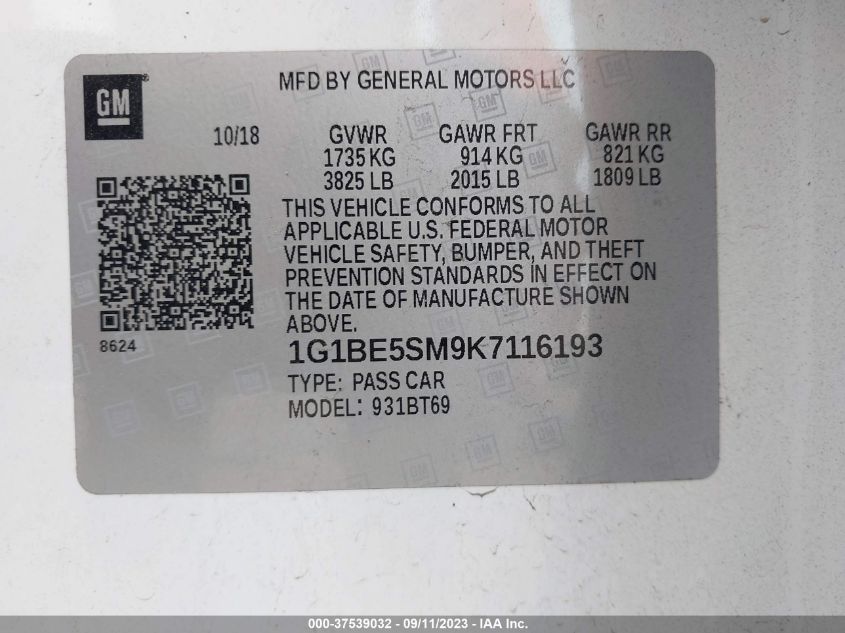 MFD BY GENERAL MOTORS LLC
GM
10/18 GVWR GAWR FRT GAWR RR
1735 KG 914 KG 821 KG
3825 LB 2015 LB 1809 LB
THIS VEHICLE CONFORMS TO ALL
APPLICABLE U.S. FEDERAL MOTOR
VEHICLE SAFETY, BUMPER, AND THEFT
PREVENTION STANDARDS IN EFFECT ON
THE DATE OF MANUFACTURE SHOWN
ABOVE.
8624
1G1BE5SM9K7116193
TYPE: PASS CAR
MODEL: 931BT69
000-37539032 - 09/11/2023 - IAA Inc.